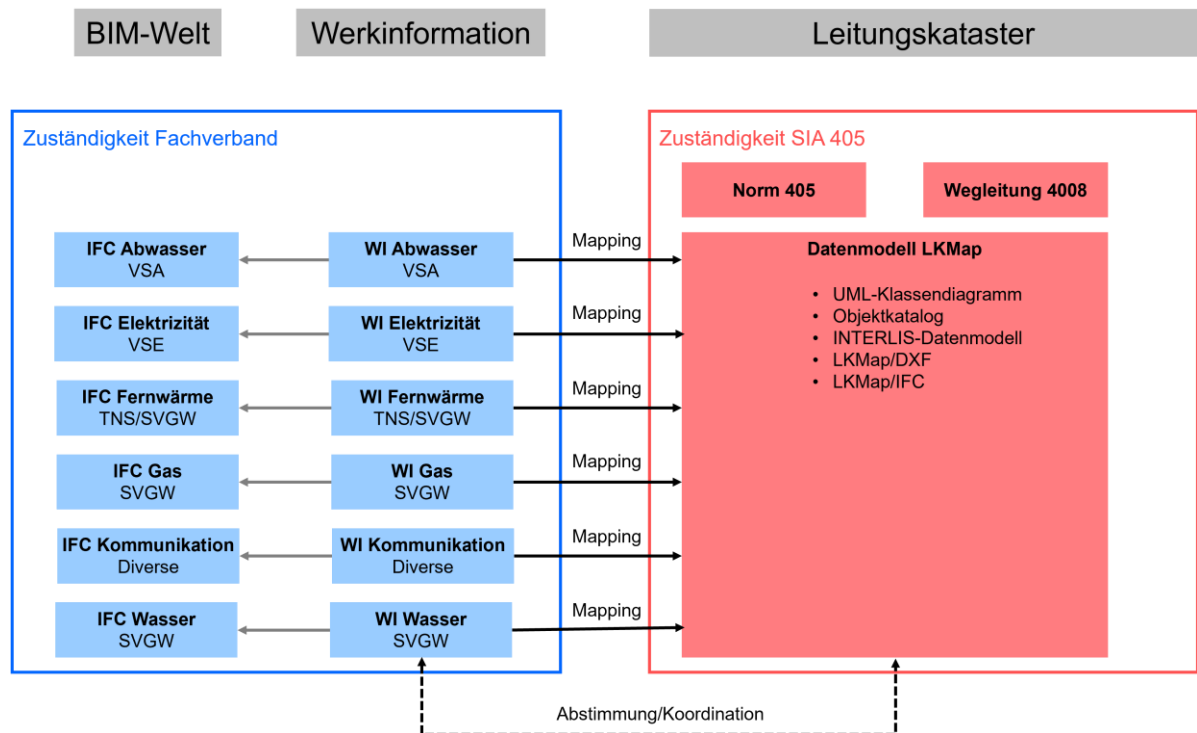 BIM-Welt
Werkinformation
Leitungskataster
Zuständigkeit Fachverband
Zuständigkeit SIA 405
Norm 405
Wegleitung 4008
IFC Abwasser
VSA
WI Abwasser
VSA
Mapping
Datenmodell LKMap
• UML-Klassendiagramm
• Objektkatalog
• INTERLIS-Datenmodell
• LKMap/DXF
• LKMap/IFC
IFC Elektrizität
VSE
WI Elektrizität
VSE
Mapping
IFC Fernwärme
TNS/SVGW
WI Fernwärme
TNS/SVGW
Mapping
IFC Gas
SVGW
WI Gas
SVGW
Mapping
IFC Kommunikation
Diverse
WI Kommunikation
Diverse
Mapping
IFC Wasser
SVGW
WI Wasser
SVGW
Mapping
Abstimmung/Koordination